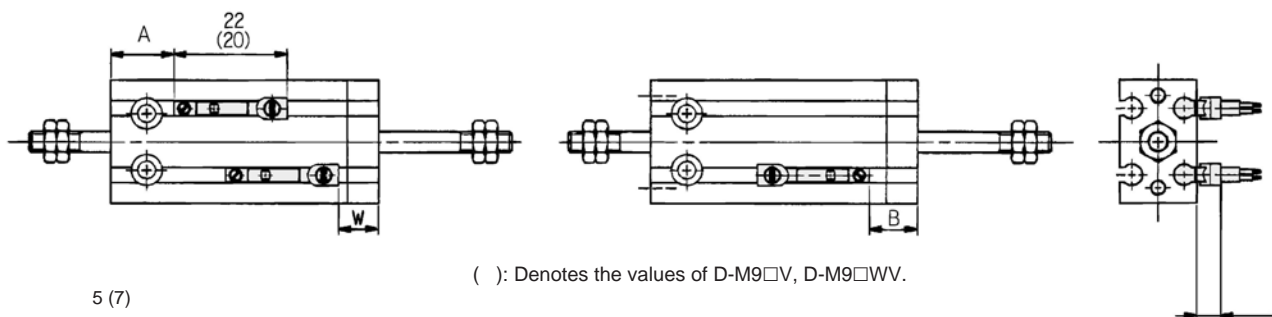 A
22
(20)
W
B
( ): Denotes the values of D-M9□V, D-M9□WV.
5 (7)